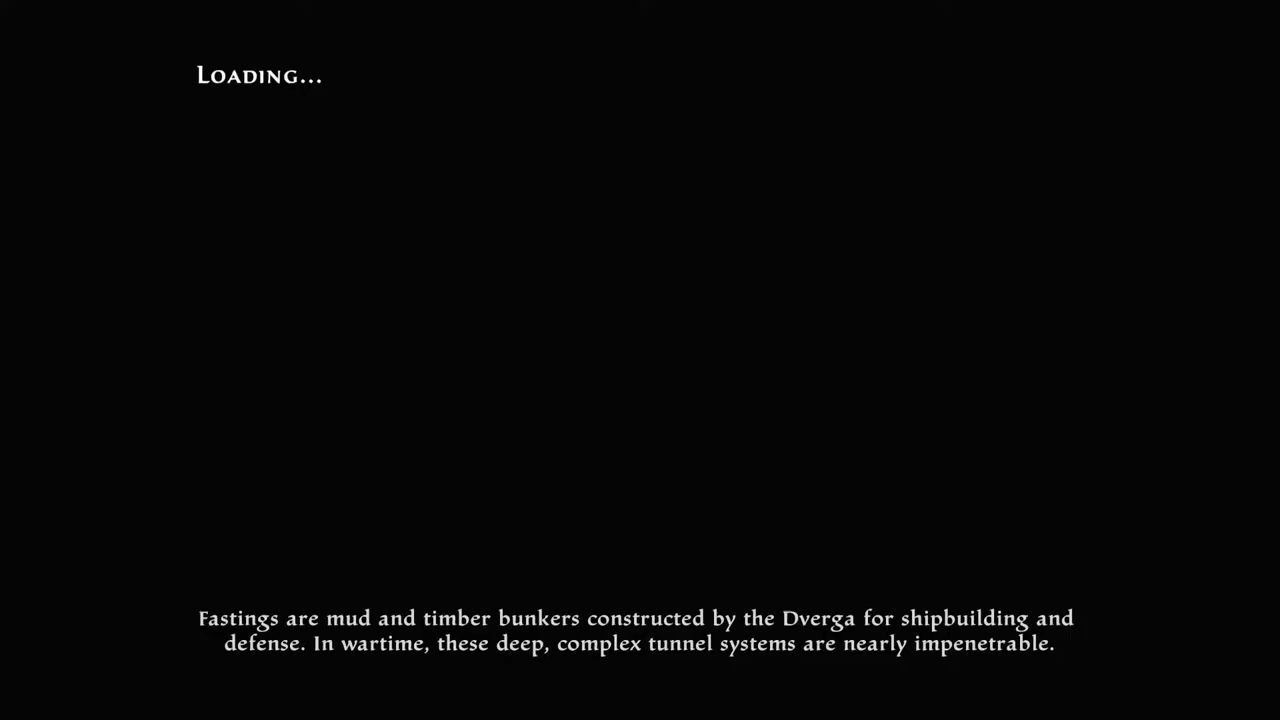 Loading...
Fastings are mud and timber bunkers constructed by the Dverga for shipbuilding and
defense. In wartime, these deep, complex tunnel systems are nearly impenetrable.